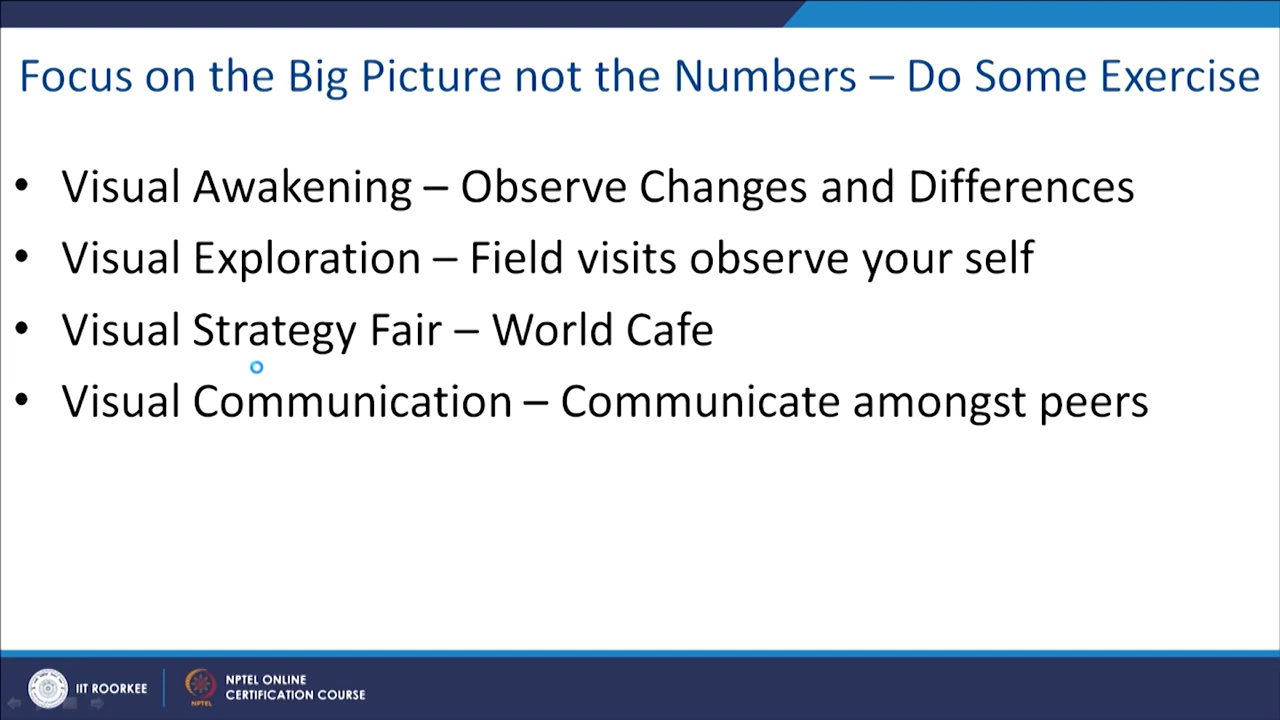 Focus on the Big Picture not the Numbers – Do Some Exercise
• Visual Awakening – Observe Changes and Differences
• Visual Exploration – Field visits observe your self
• Visual Strategy Fair – World Cafe
• Visual Communication – Communicate amongst peers
IIT ROORKEE
NPTEL
NPTEL ONLINE
CERTIFICATION COURSE